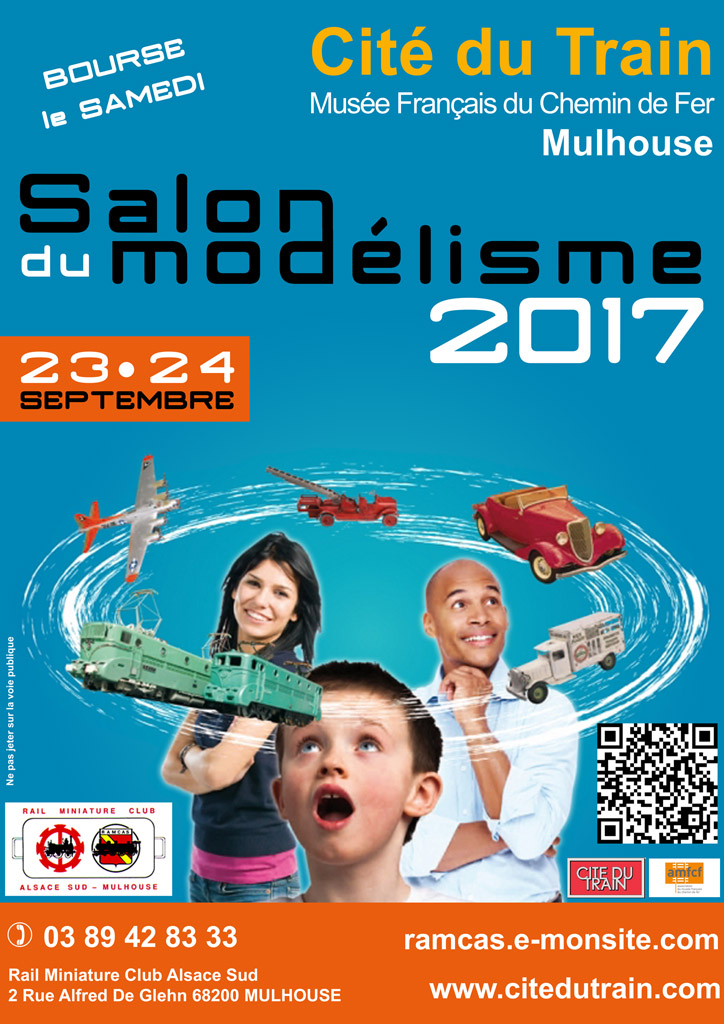 BOURSE
le SAMEDI
Cité du Train
Musée Français du Chemin de Fer
Mulhouse
Salon
du modélisme
2017
23•24
SEPTEMBRE
Ne pas jeter sur la voie publique
RAIL MINIATURE CLUB
RAMCAS
ALSACE SUD – MULHOUSE
CITE DU
TRAIN
amfcf
03 89 42 83 33
Rail Miniature Club Alsace Sud
2 Rue Alfred De Glehn 68200 MULHOUSE
ramcas.e-monsite.com
www.citedutrain.com